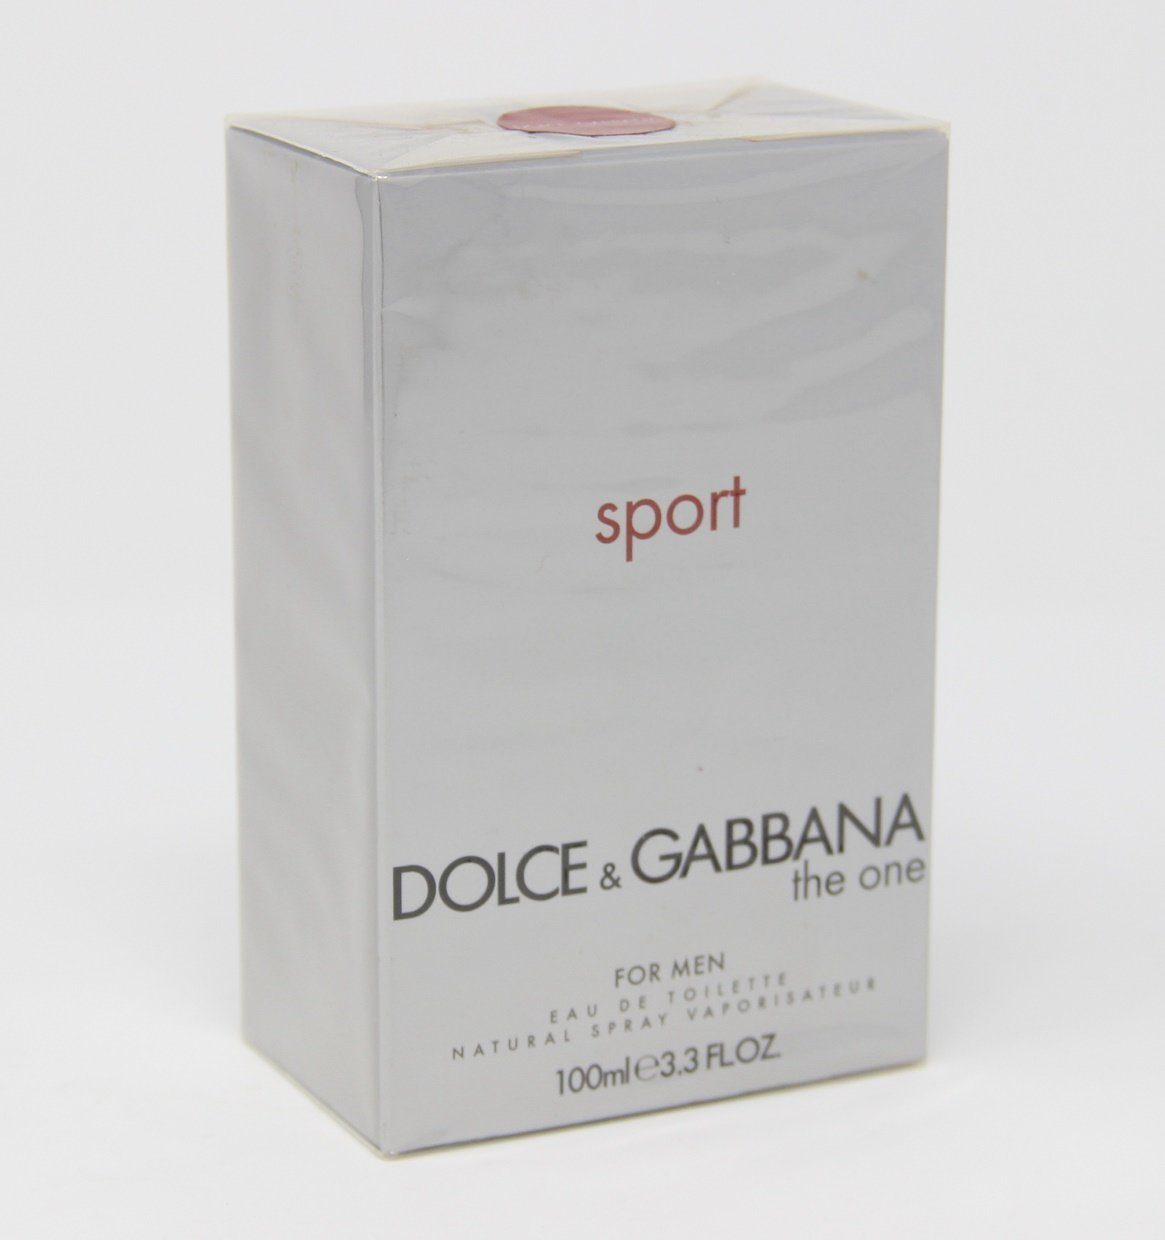 sport
DOLCE & GABBANA
the one
FOR MEN
EAU DE TOILETTE
NATURAL SPRAY VAPORISATEUR
100ml℮3.3 FL.OZ.